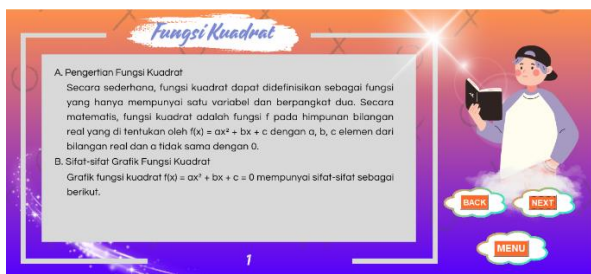 Fungsi Kuadrat
A. Pengertian Fungsi Kuadrat
Secara sederhana, fungsi kuadrat dapat didefinisikan sebagai fungsi
yang hanya mempunyai satu variabel dan berpangkat dua. Secara
matematis, fungsi kuadrat adalah fungsi f pada himpunan bilangan
real yang di tentukan oleh f(x) = ax² + bx + c dengan a, b, c elemen dari
bilangan real dan a tidak sama dengan 0.
B. Sifat-sifat Grafik Fungsi Kuadrat
Grafik fungsi kuadrat f(x) = ax² + bx + c = 0 mempunyai sifat-sifat sebagai
berikut.
BACK
NEXT
MENU
1